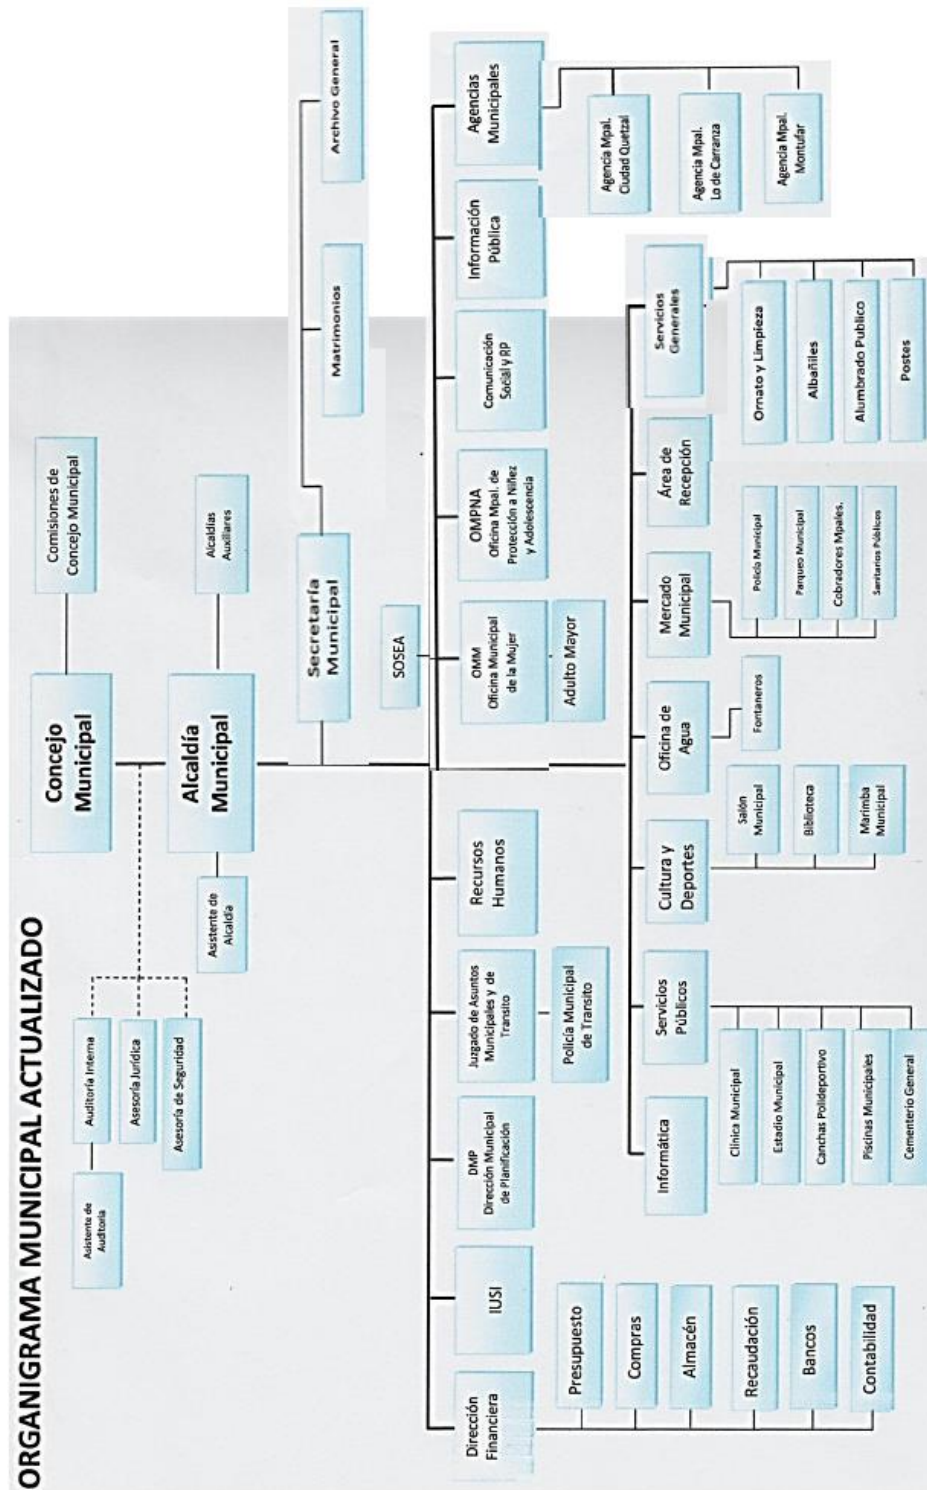 ORGANIGRAMA MUNICIPAL ACTUALIZADO
Concejo
Municipal
Comisiones de
Concejo Municipal
Auditoría Interna
Asistente de
Auditoria
Asesoría Jurídica
Asesoría de Seguridad
Alcaldía
Municipal
Asistente de
Alcaldía
Alcaldías
Auxiliares
Secretaría
Municipal
Matrimonios
Archivo General
SOSEA
Dirección
Financiera
IUSI
DMP
Dirección Municipal
de Planificación
Juzgado de Asuntos
Municipales y de
Transito
Recursos
Humanos
OMM
Oficina Municipal
de la Mujer
OMPNA
Oficina Mpal. de
Protección a Niñez
y Adolescencia
Comunicación
Social y RP
Información
Pública
Agencias
Municipales
Presupuesto
Compras
Almacén
Recaudación
Bancos
Contabilidad
Policía Municipal
de Transito
Adulto Mayor
Agencia Mpal.
Ciudad Quetzal
Agencia Mpal.
Lo de Carranza
Agencia Mpal.
Montufar
Informática
Servicios
Públicos
Cultura y
Deportes
Oficina de
Agua
Mercado
Municipal
Área de
Recepción
Servicios
Generales
Clínica Municipal
Estadio Municipal
Canchas Polideportivo
Piscinas Municipales
Cementerio General
Salón
Municipal
Biblioteca
Marimba
Municipal
Fontaneros
Policía Municipal
Parqueo Municipal
Cobradores Mpales.
Sanitarios Públicos
Ornato y Limpieza
Albañiles
Alumbrado Publico
Postes